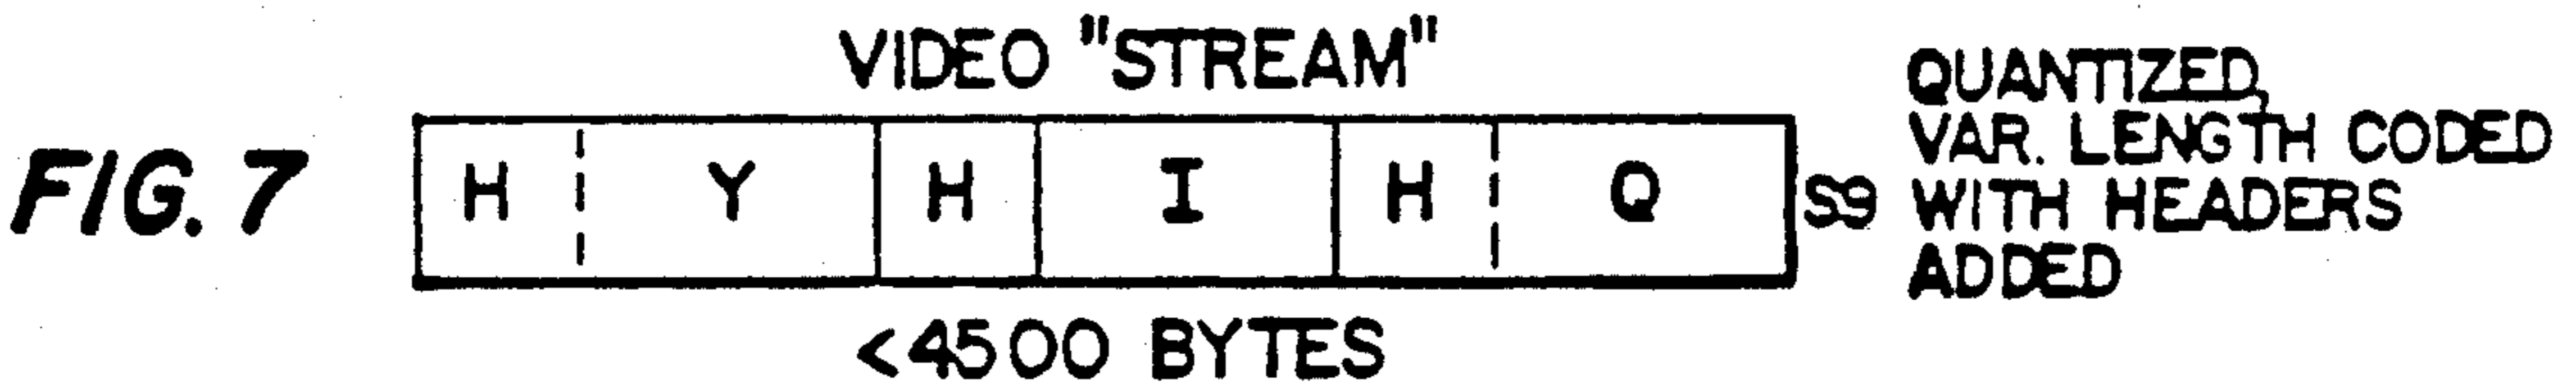 VIDEO "STREAM"
FIG. 7
H Y H I H Q
S9
QUANTIZED,
VAR. LENGTH CODED
WITH HEADERS
ADDED
<4500 BYTES